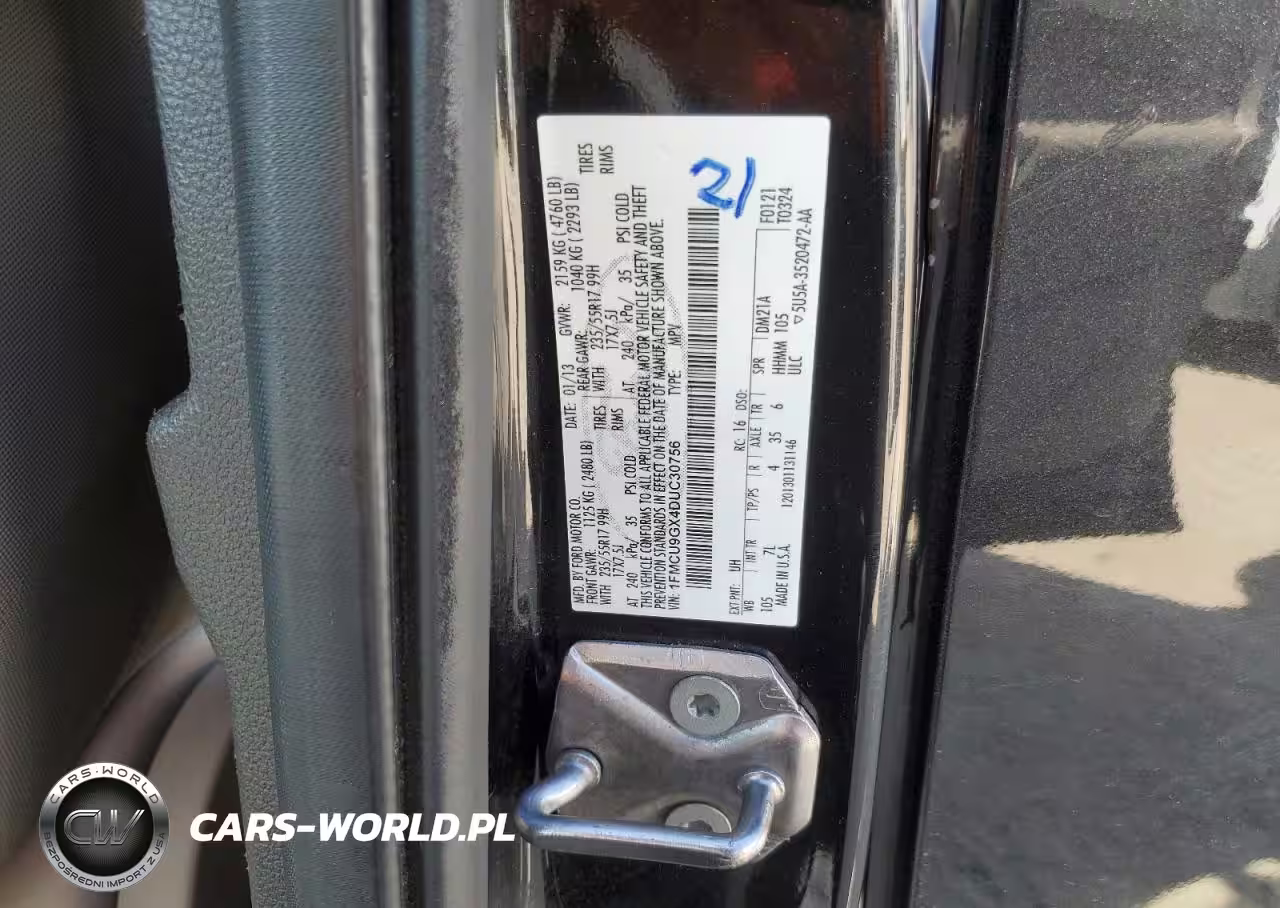 MFD. BY FORD MOTOR CO.
DATE: 01/13
GVWR: 2159 KG ( 4760 LB)
FRONT GAWR: 1125 KG ( 2480 LB)
REAR GAWR: 1040 KG ( 2293 LB)
WITH 235/55R17 99H TIRES
WITH 235/55R17 99H TIRES
17X7.5J RIMS
17X7.5J RIMS
AT 240 kPa/ 35 PSI COLD
AT 240 kPa/ 35 PSI COLD
THIS VEHICLE CONFORMS TO ALL APPLICABLE FEDERAL MOTOR VEHICLE SAFETY AND THEFT
PREVENTION STANDARDS IN EFFECT ON THE DATE OF MANUFACTURE SHOWN ABOVE.
VIN: 1FMCU9GX4DUC30756
TYPE: MPV
21
EXT PNT: UH RC: 16 DSO: F0121
WB INT TR TP/PS R AXLE TR SPR DM21A T0324
105 7L 4 35 6 HHMM 105
MADE IN U.S.A. 1201301131146 ULC
▽5U5A-3520472-AA
CARS-WORLD
CW
BEZPOŚREDNI IMPORT Z USA
CARS-WORLD.PL